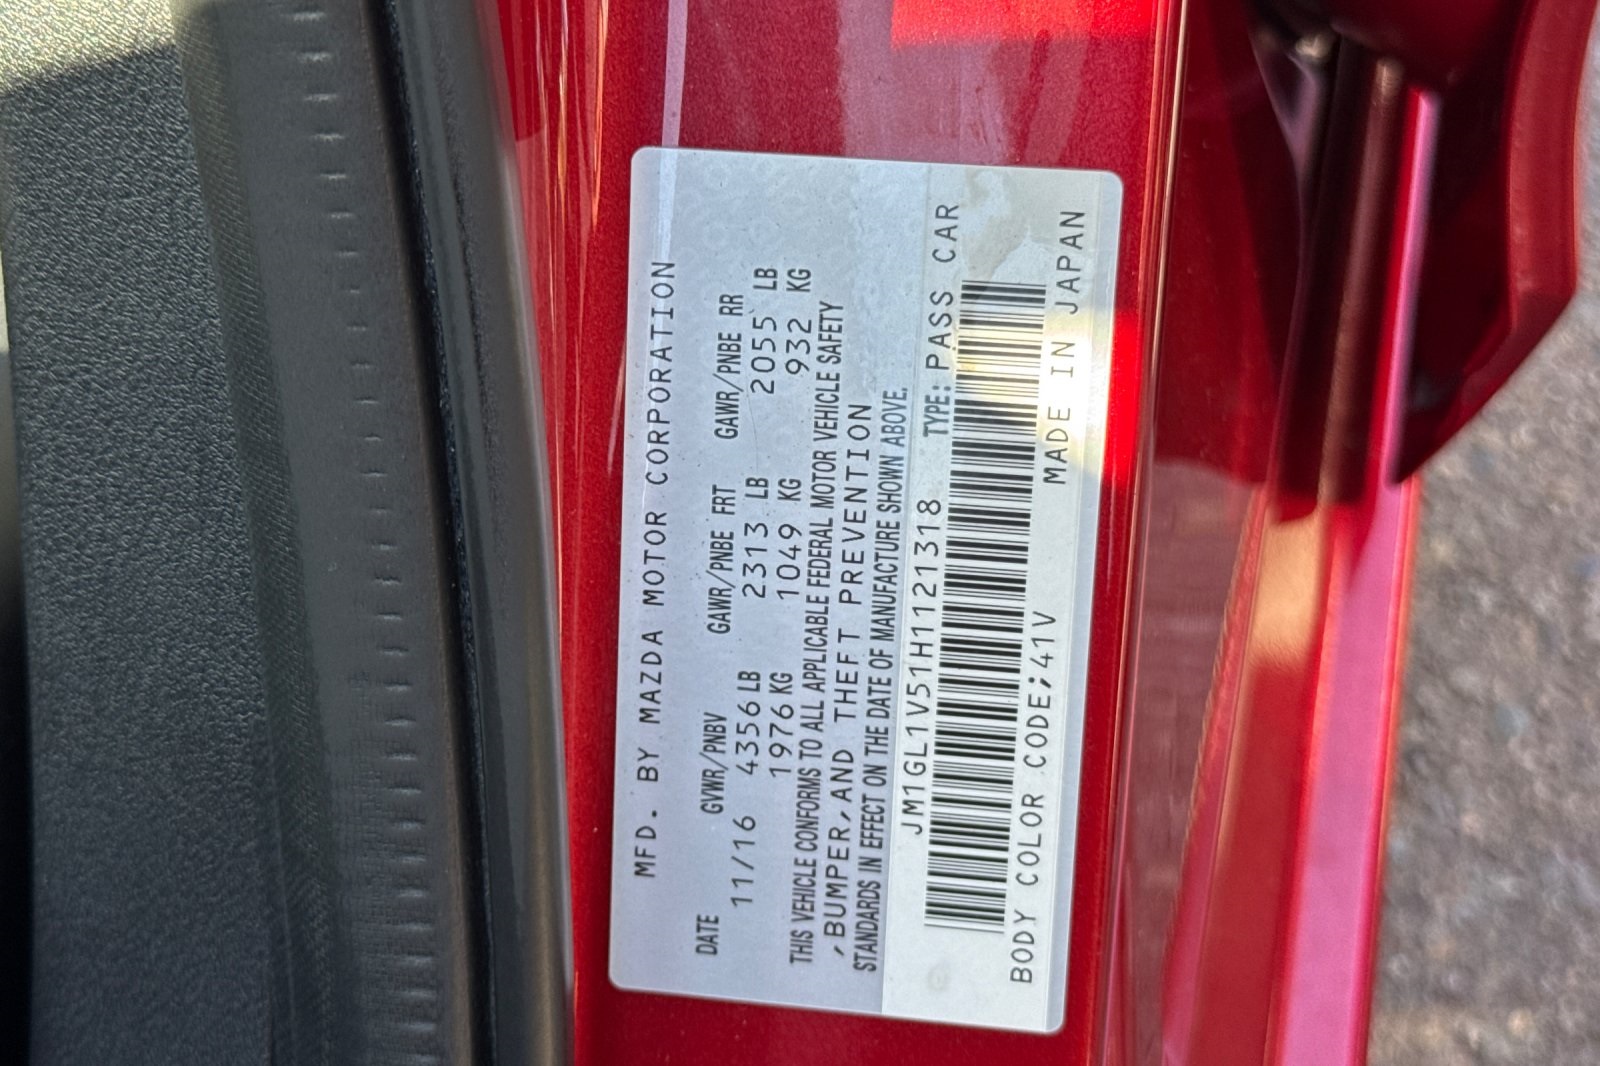 MFD. BY MAZDA MOTOR CORPORATION
DATE GVWR/PNBV GAWR/PNBE FRT GAWR/PNBE RR
11/16 4356 LB 2313 LB 2055 LB
1976 KG 1049 KG 932 KG
THIS VEHICLE CONFORMS TO ALL APPLICABLE FEDERAL MOTOR VEHICLE SAFETY
,BUMPER,AND THEFT PREVENTION
STANDARDS IN EFFECT ON THE DATE OF MANUFACTURE SHOWN ABOVE.
JM1GL1V51H1121318 TYPE: PASS CAR
BODY COLOR CODE;41V MADE IN JAPAN